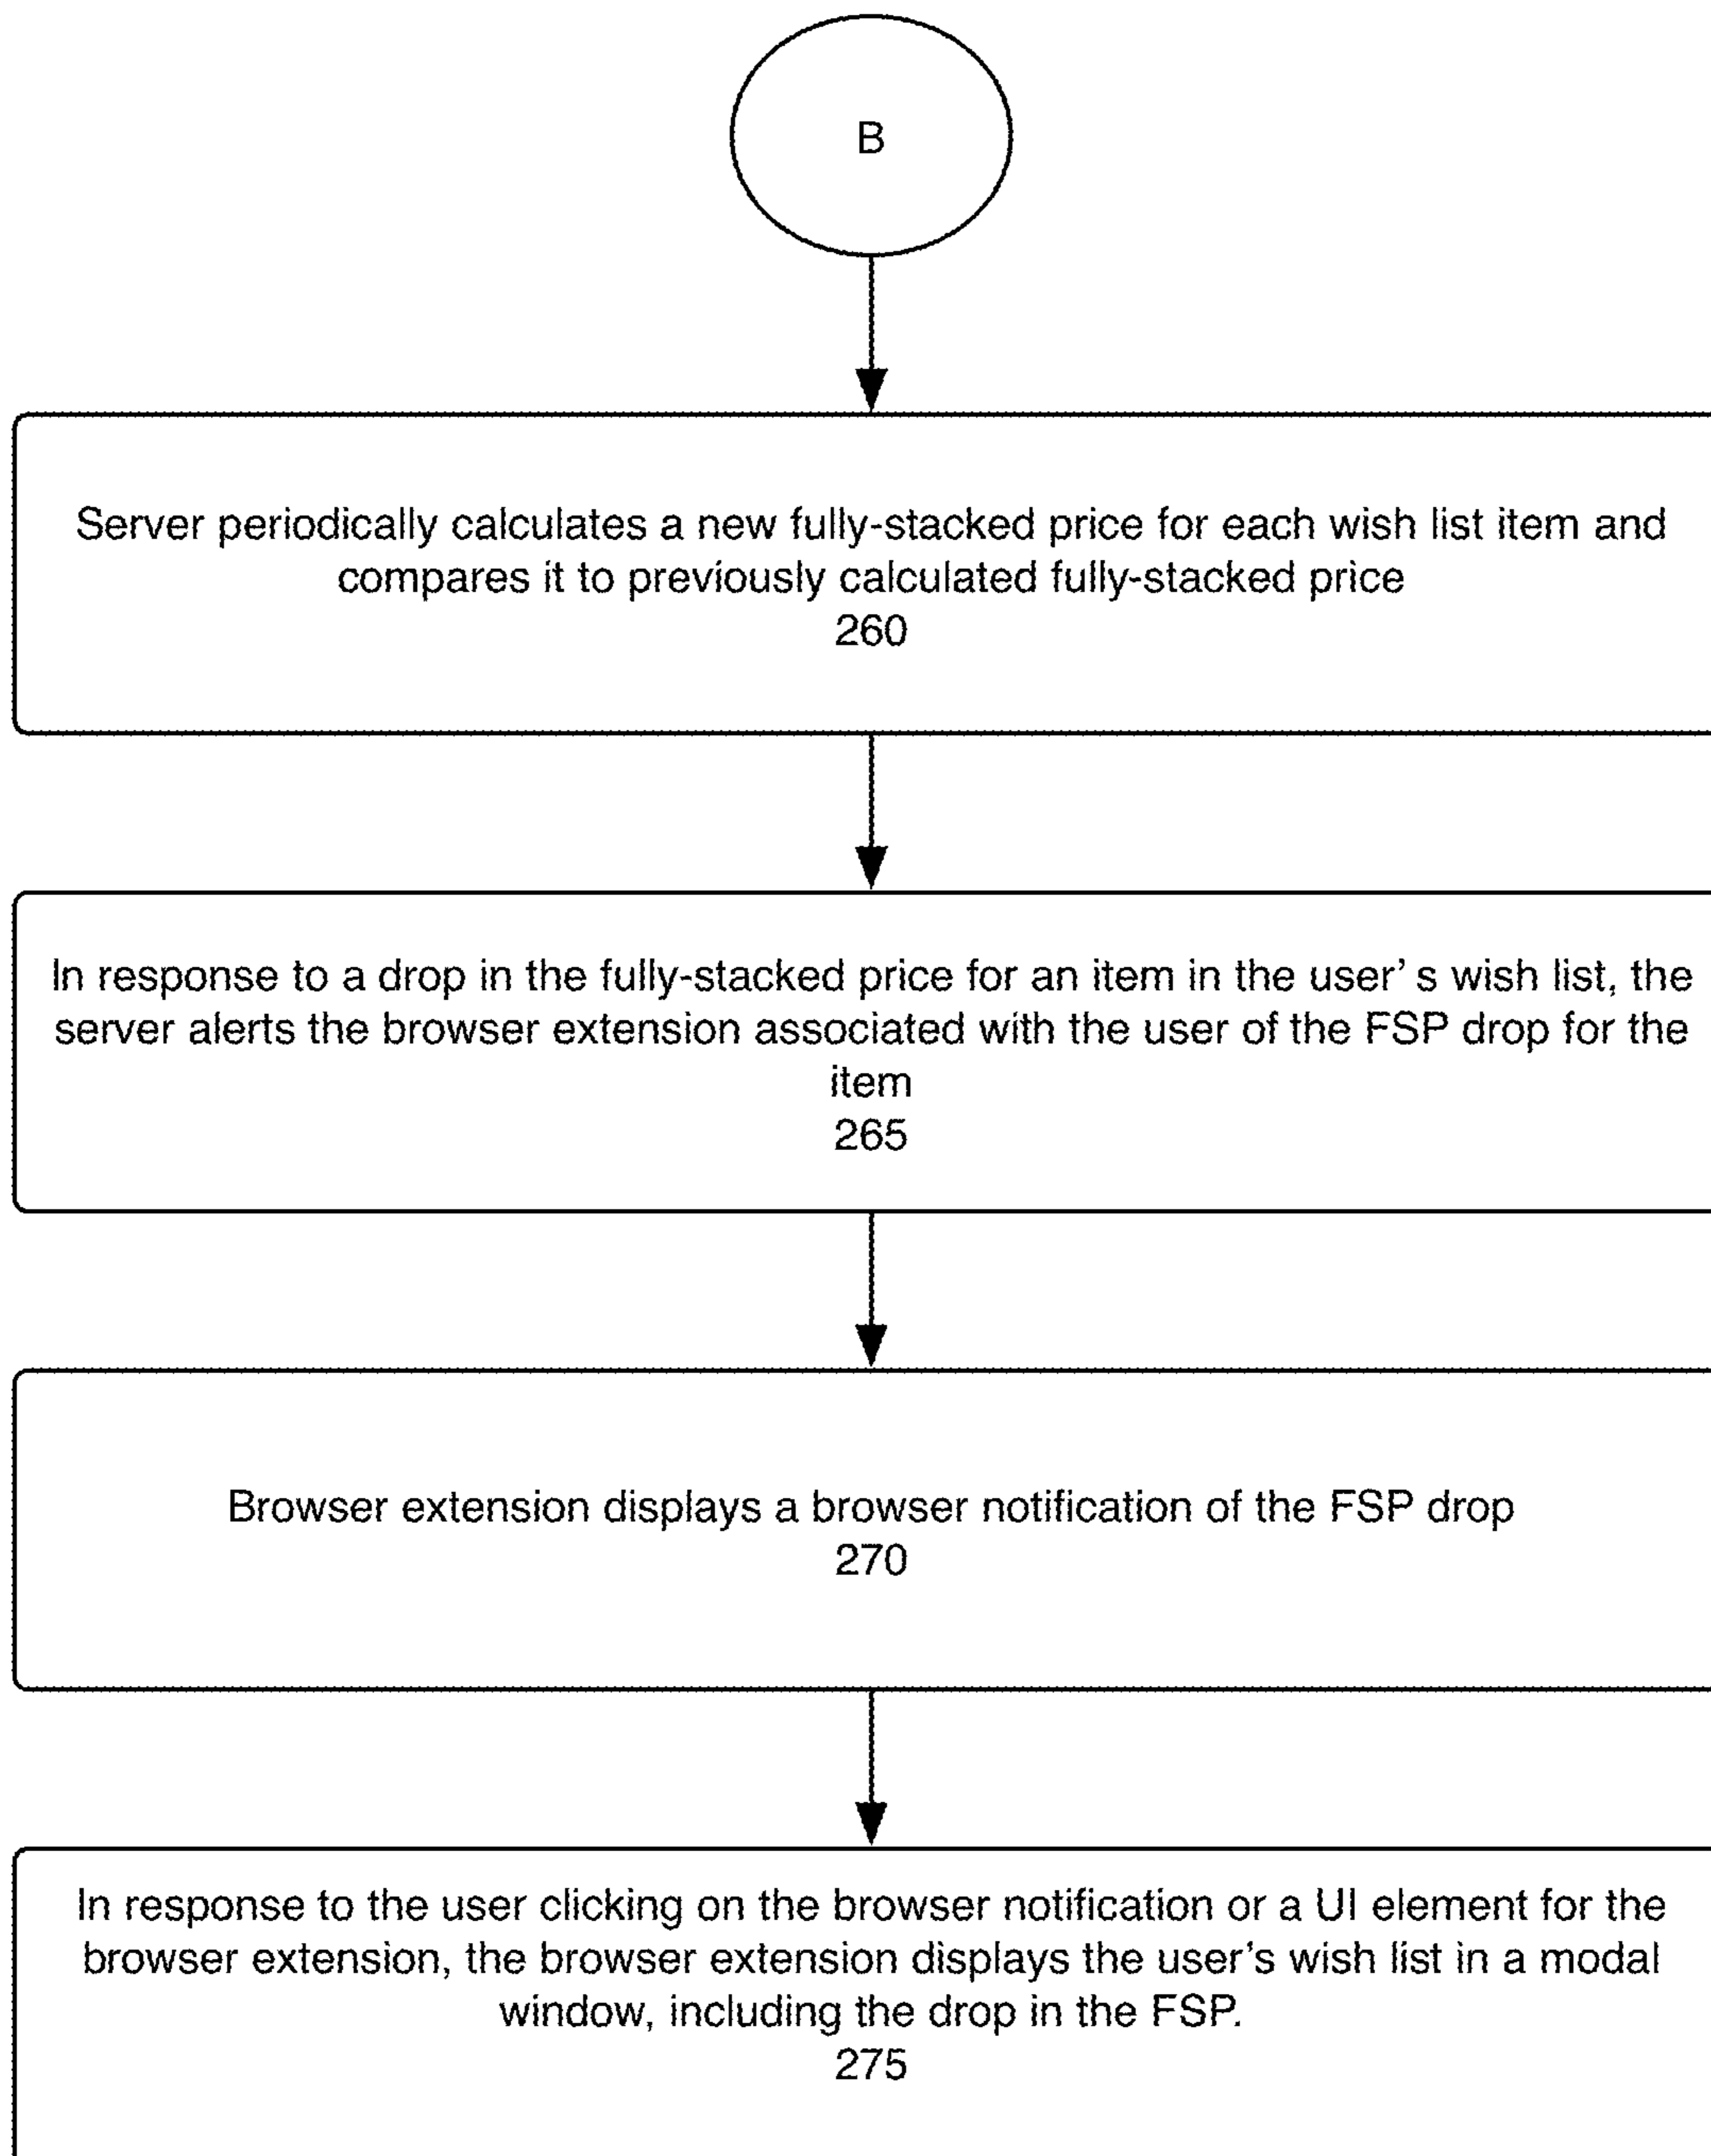 B
Server periodically calculates a new fully-stacked price for each wish list item and
compares it to previously calculated fully-stacked price
260
In response to a drop in the fully-stacked price for an item in the user's wish list, the
server alerts the browser extension associated with the user of the FSP drop for the
item
265
Browser extension displays a browser notification of the FSP drop
270
In response to the user clicking on the browser notification or a UI element for the
browser extension, the browser extension displays the user's wish list in a modal
window, including the drop in the FSP.
275